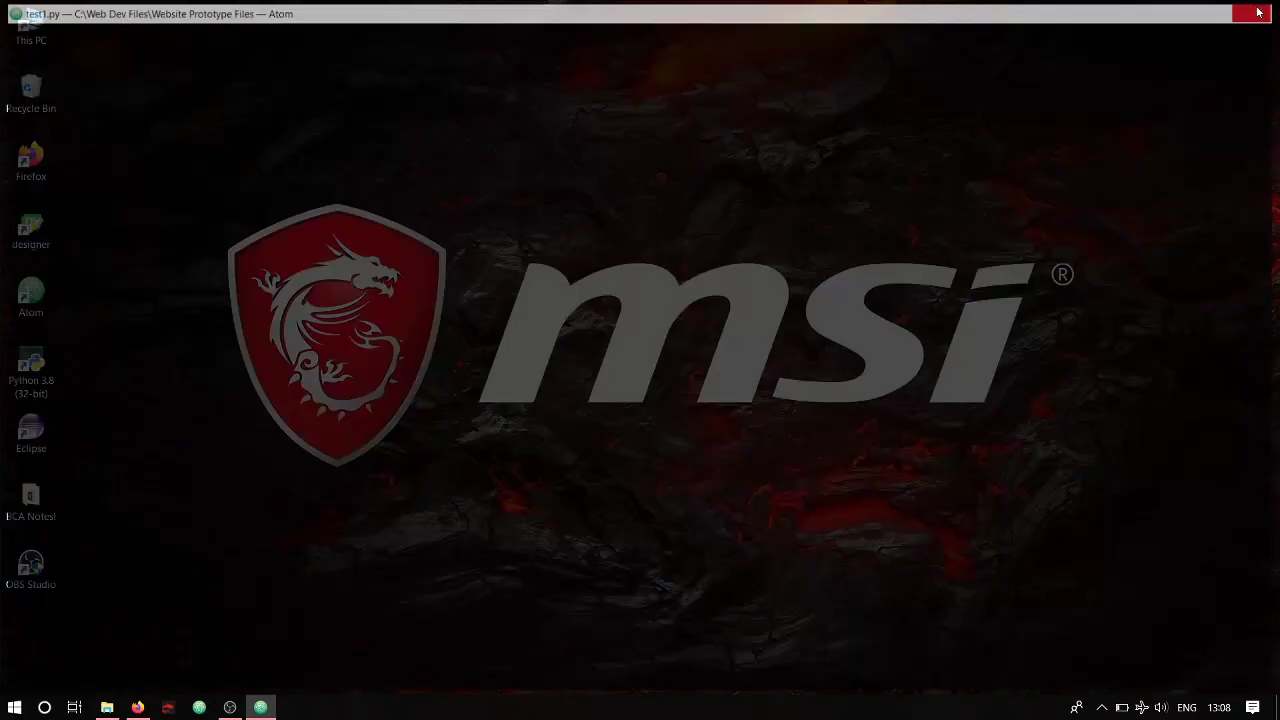 test1.py — C:\Web Dev Files\Website Prototype Files — Atom
This PC
Recycle Bin
Firefox
designer
Atom
Python 3.8
(32-bit)
Eclipse
BCA Notes!
OBS Studio
msi®
ENG
13:08